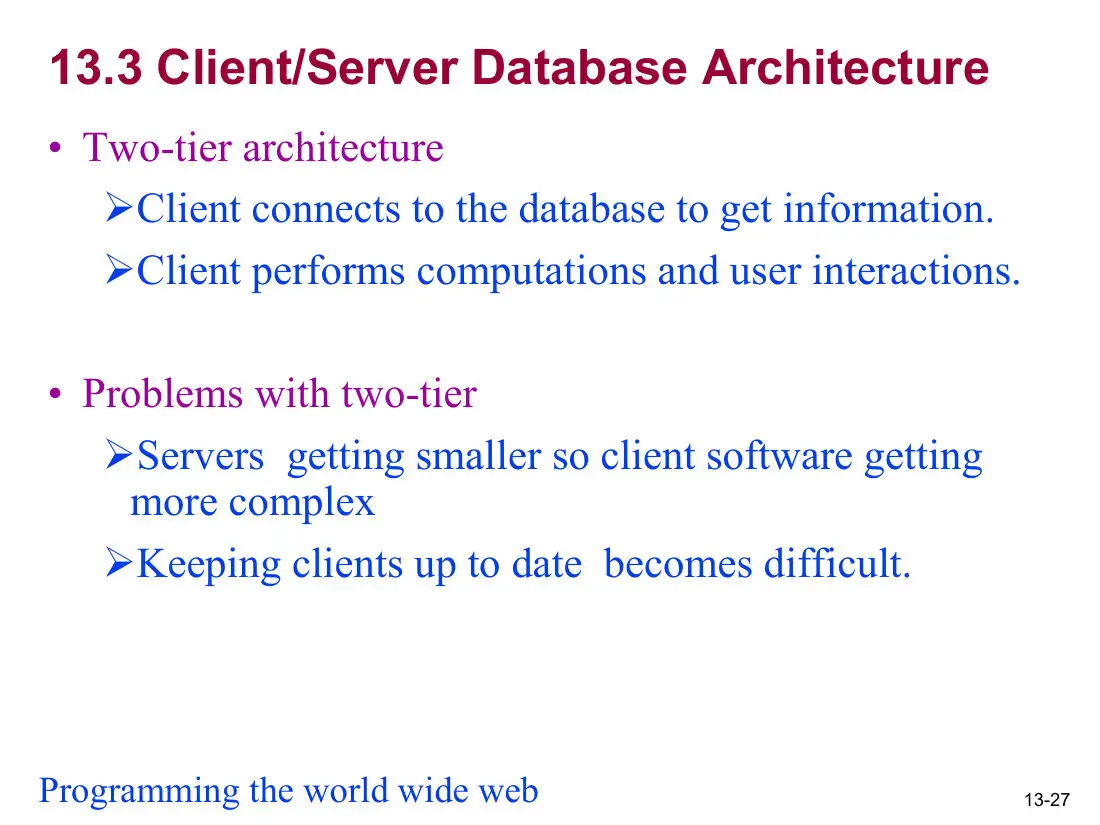 13.3 Client/Server Database Architecture
• Two-tier architecture
➢Client connects to the database to get information.
➢Client performs computations and user interactions.
• Problems with two-tier
➢Servers  getting smaller so client software getting
more complex
➢Keeping clients up to date  becomes difficult.
Programming the world wide web
13-27